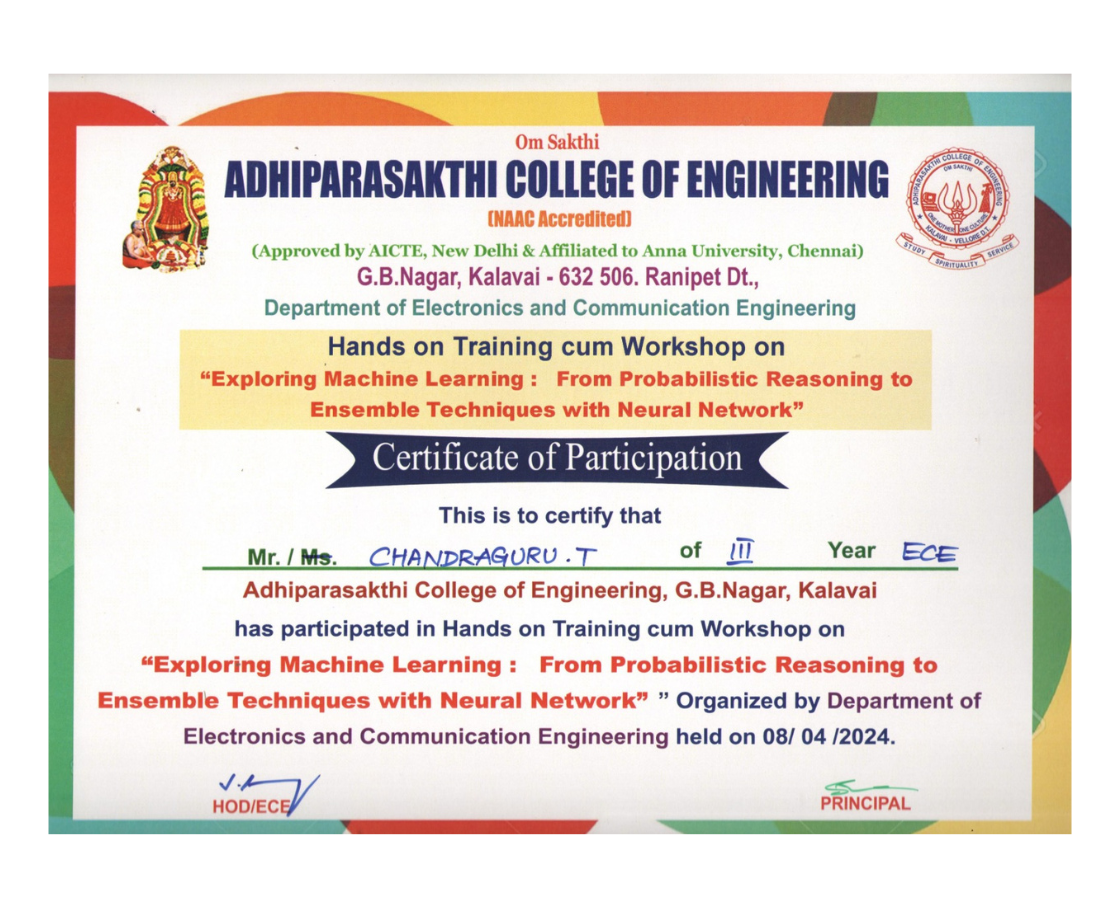 Om Sakthi
ADHIPARASAKTHI COLLEGE OF ENGINEERING
(NAAC Accredited)
(Approved by AICTE, New Delhi & Affiliated to Anna University, Chennai)
G.B.Nagar, Kalavai - 632 506. Ranipet Dt.,
Department of Electronics and Communication Engineering
ADHIPARASAKTHI COLLEGE OF ENGINEERING
OM SAKTHI
ONE MOTHER ONE CULTURE
KALAVAI - VELLORE D.T.
STUDY SPIRITUALITY SERVICE
Hands on Training cum Workshop on
“Exploring Machine Learning : From Probabilistic Reasoning to
Ensemble Techniques with Neural Network”
Certificate of Participation
This is to certify that
Mr. / Ms. CHANDRAGURU.T of III Year ECE
Adhiparasakthi College of Engineering, G.B.Nagar, Kalavai
has participated in Hands on Training cum Workshop on
“Exploring Machine Learning : From Probabilistic Reasoning to
Ensemble Techniques with Neural Network” ” Organized by Department of
Electronics and Communication Engineering held on 08/ 04 /2024.
HOD/ECE PRINCIPAL